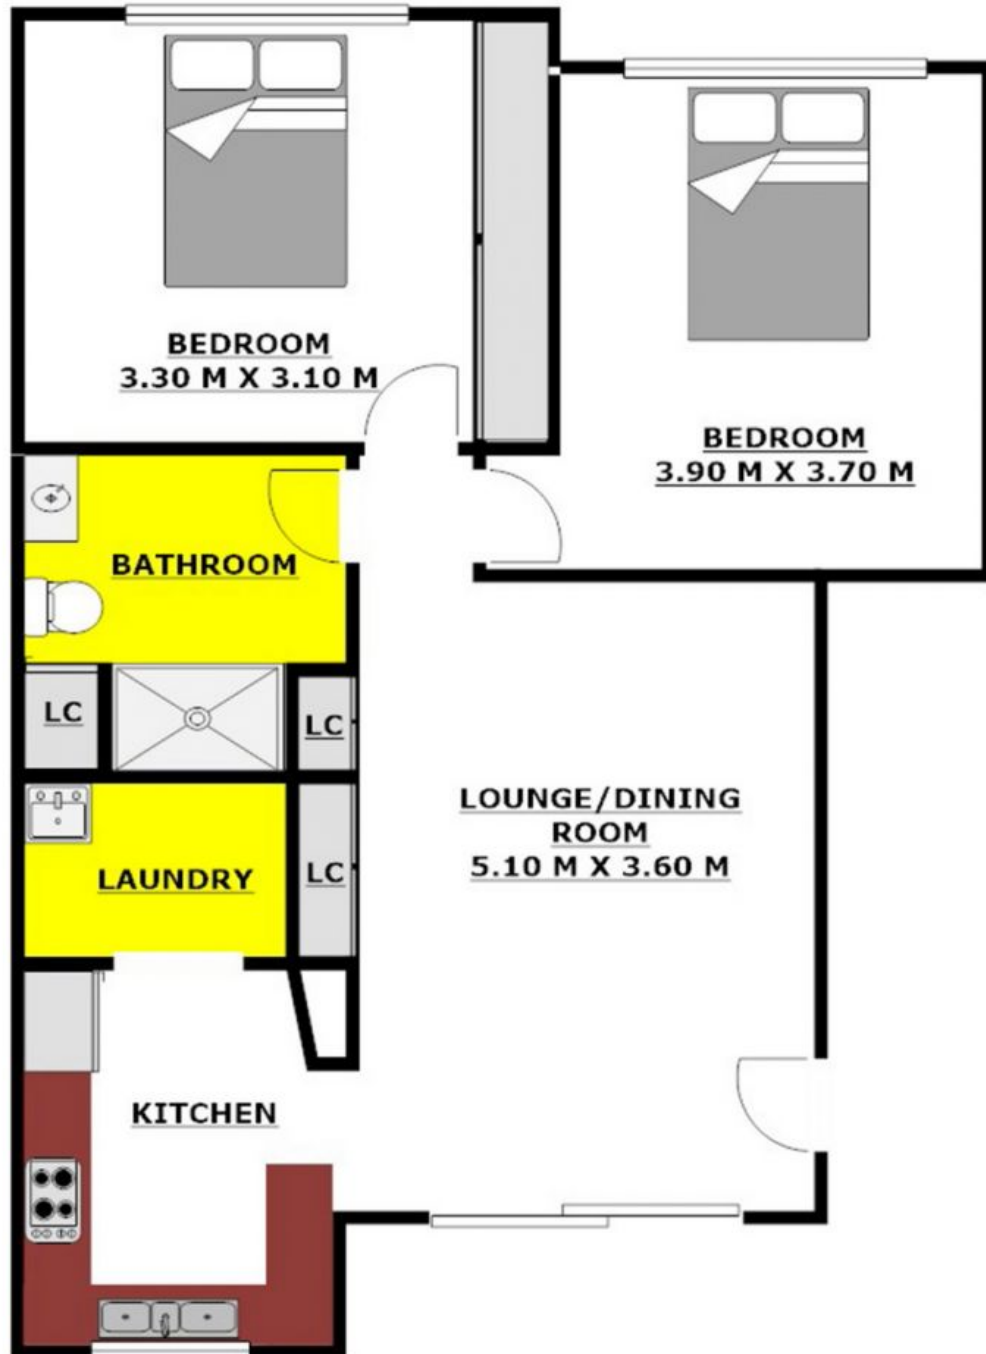 BEDROOM
3.30 M X 3.10 M
BEDROOM
3.90 M X 3.70 M
BATHROOM
LC
LC
LOUNGE/DINING
ROOM
5.10 M X 3.60 M
LAUNDRY
LC
KITCHEN